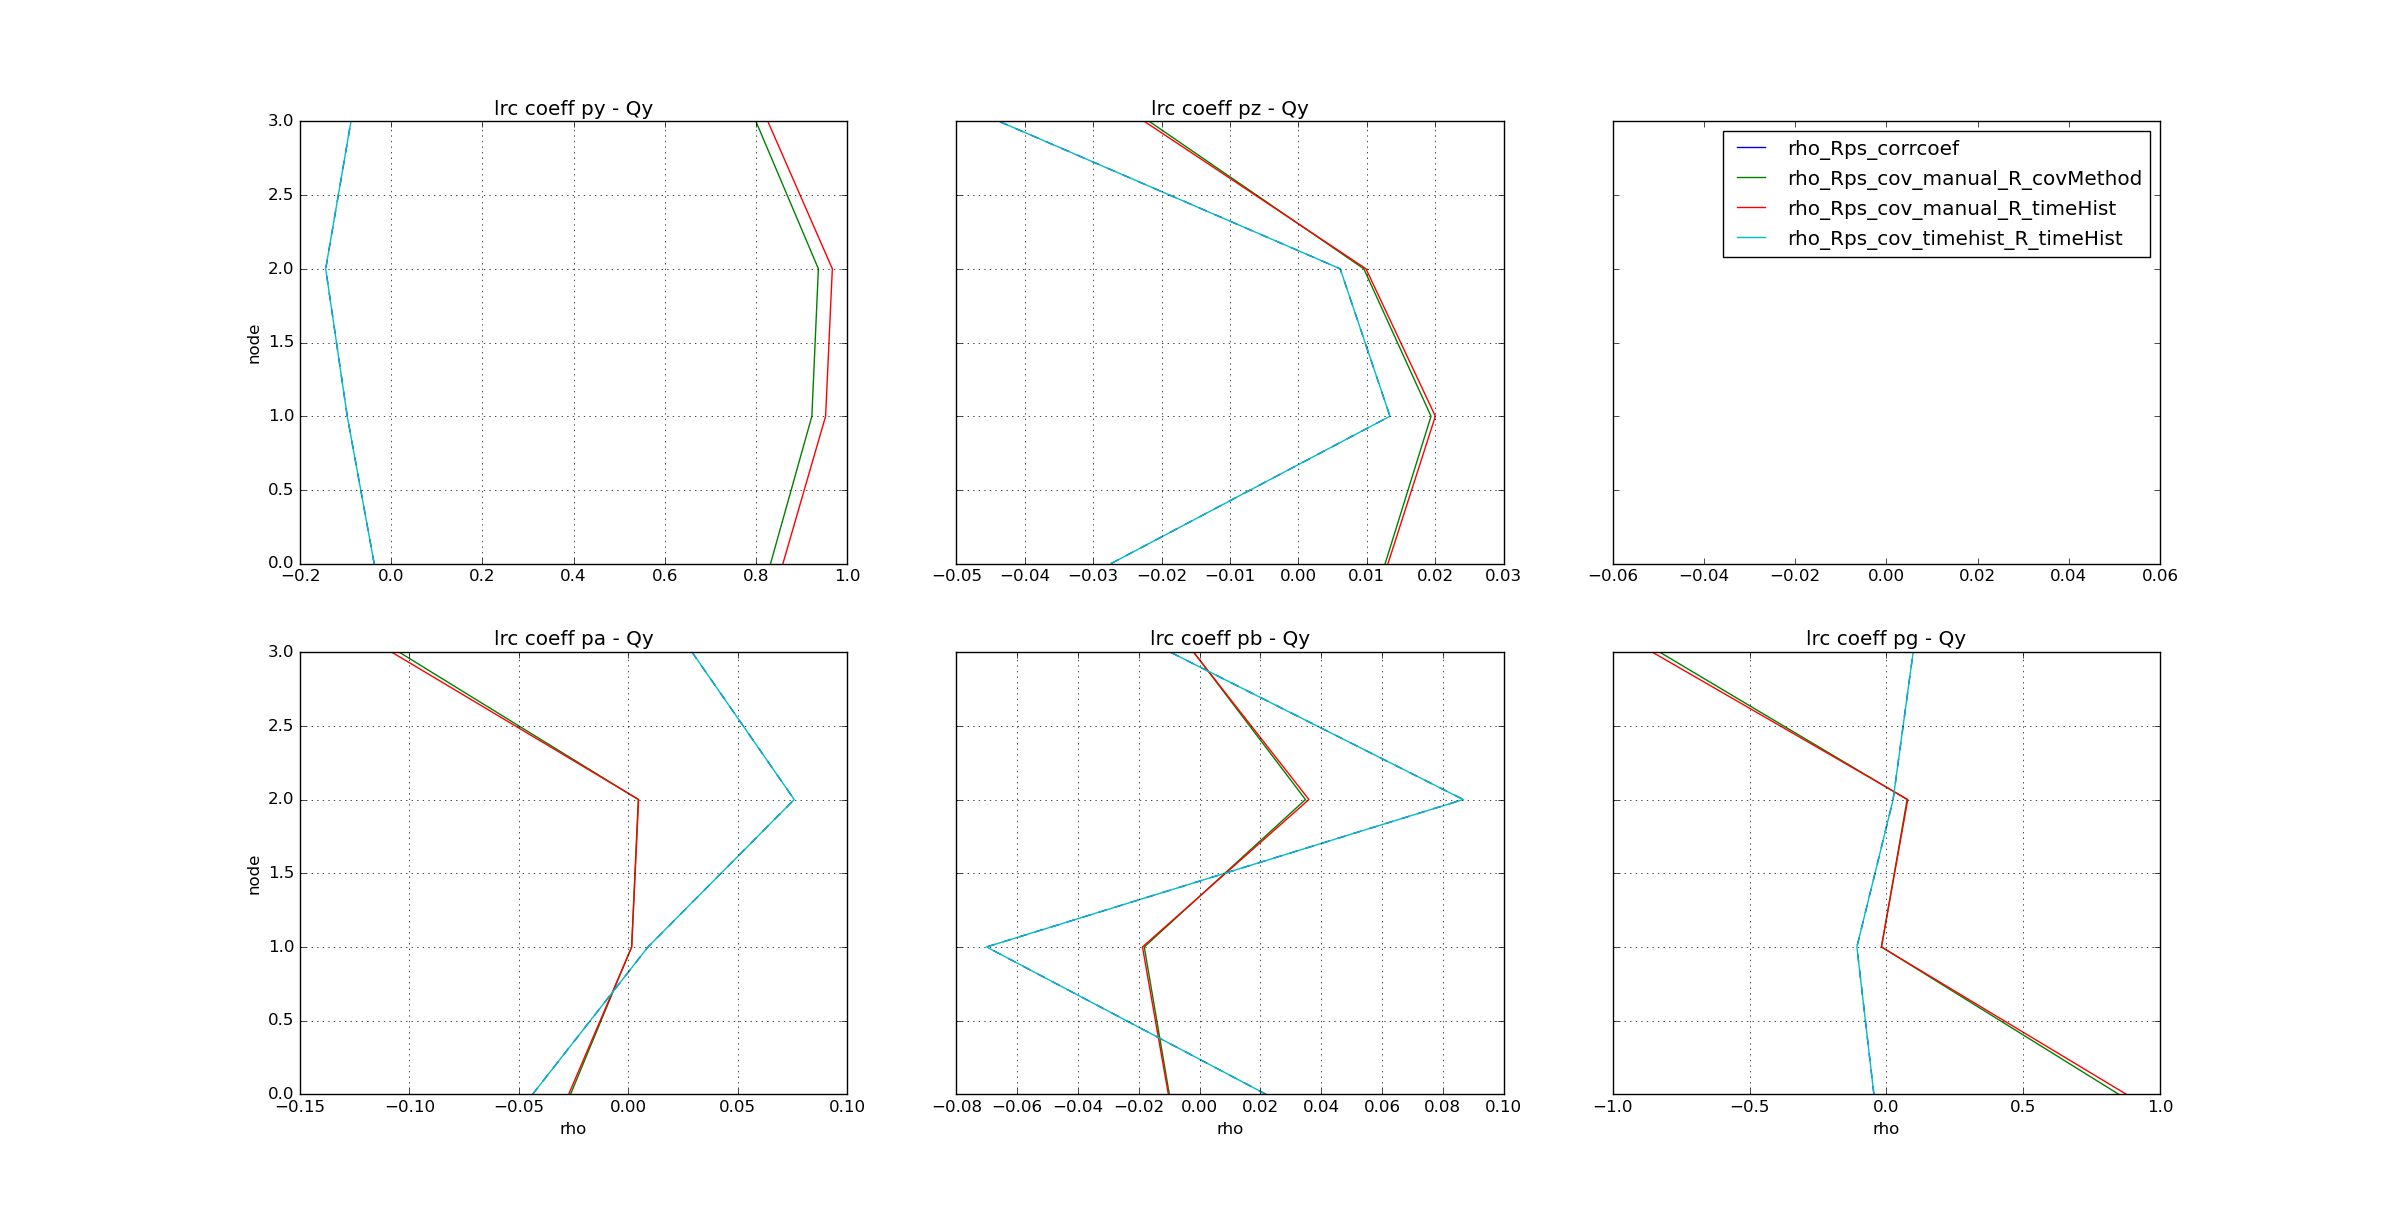 lrc coeff py - Qy
lrc coeff pz - Qy
3.0
2.5
2.0
1.5
1.0
0.5
0.0
node
−0.2 0.0 0.2 0.4 0.6 0.8 1.0
−0.05 −0.04 −0.03 −0.02 −0.01 0.00 0.01 0.02 0.03
rho_Rps_corrcoef
rho_Rps_cov_manual_R_covMethod
rho_Rps_cov_manual_R_timeHist
rho_Rps_cov_timehist_R_timeHist
−0.06 −0.04 −0.02 0.00 0.02 0.04 0.06
lrc coeff pa - Qy
lrc coeff pb - Qy
lrc coeff pg - Qy
3.0
2.5
2.0
1.5
1.0
0.5
0.0
node
−0.15 −0.10 −0.05 0.00 0.05 0.10
rho
−0.08 −0.06 −0.04 −0.02 0.00 0.02 0.04 0.06 0.08 0.10
rho
−1.0 −0.5 0.0 0.5 1.0
rho